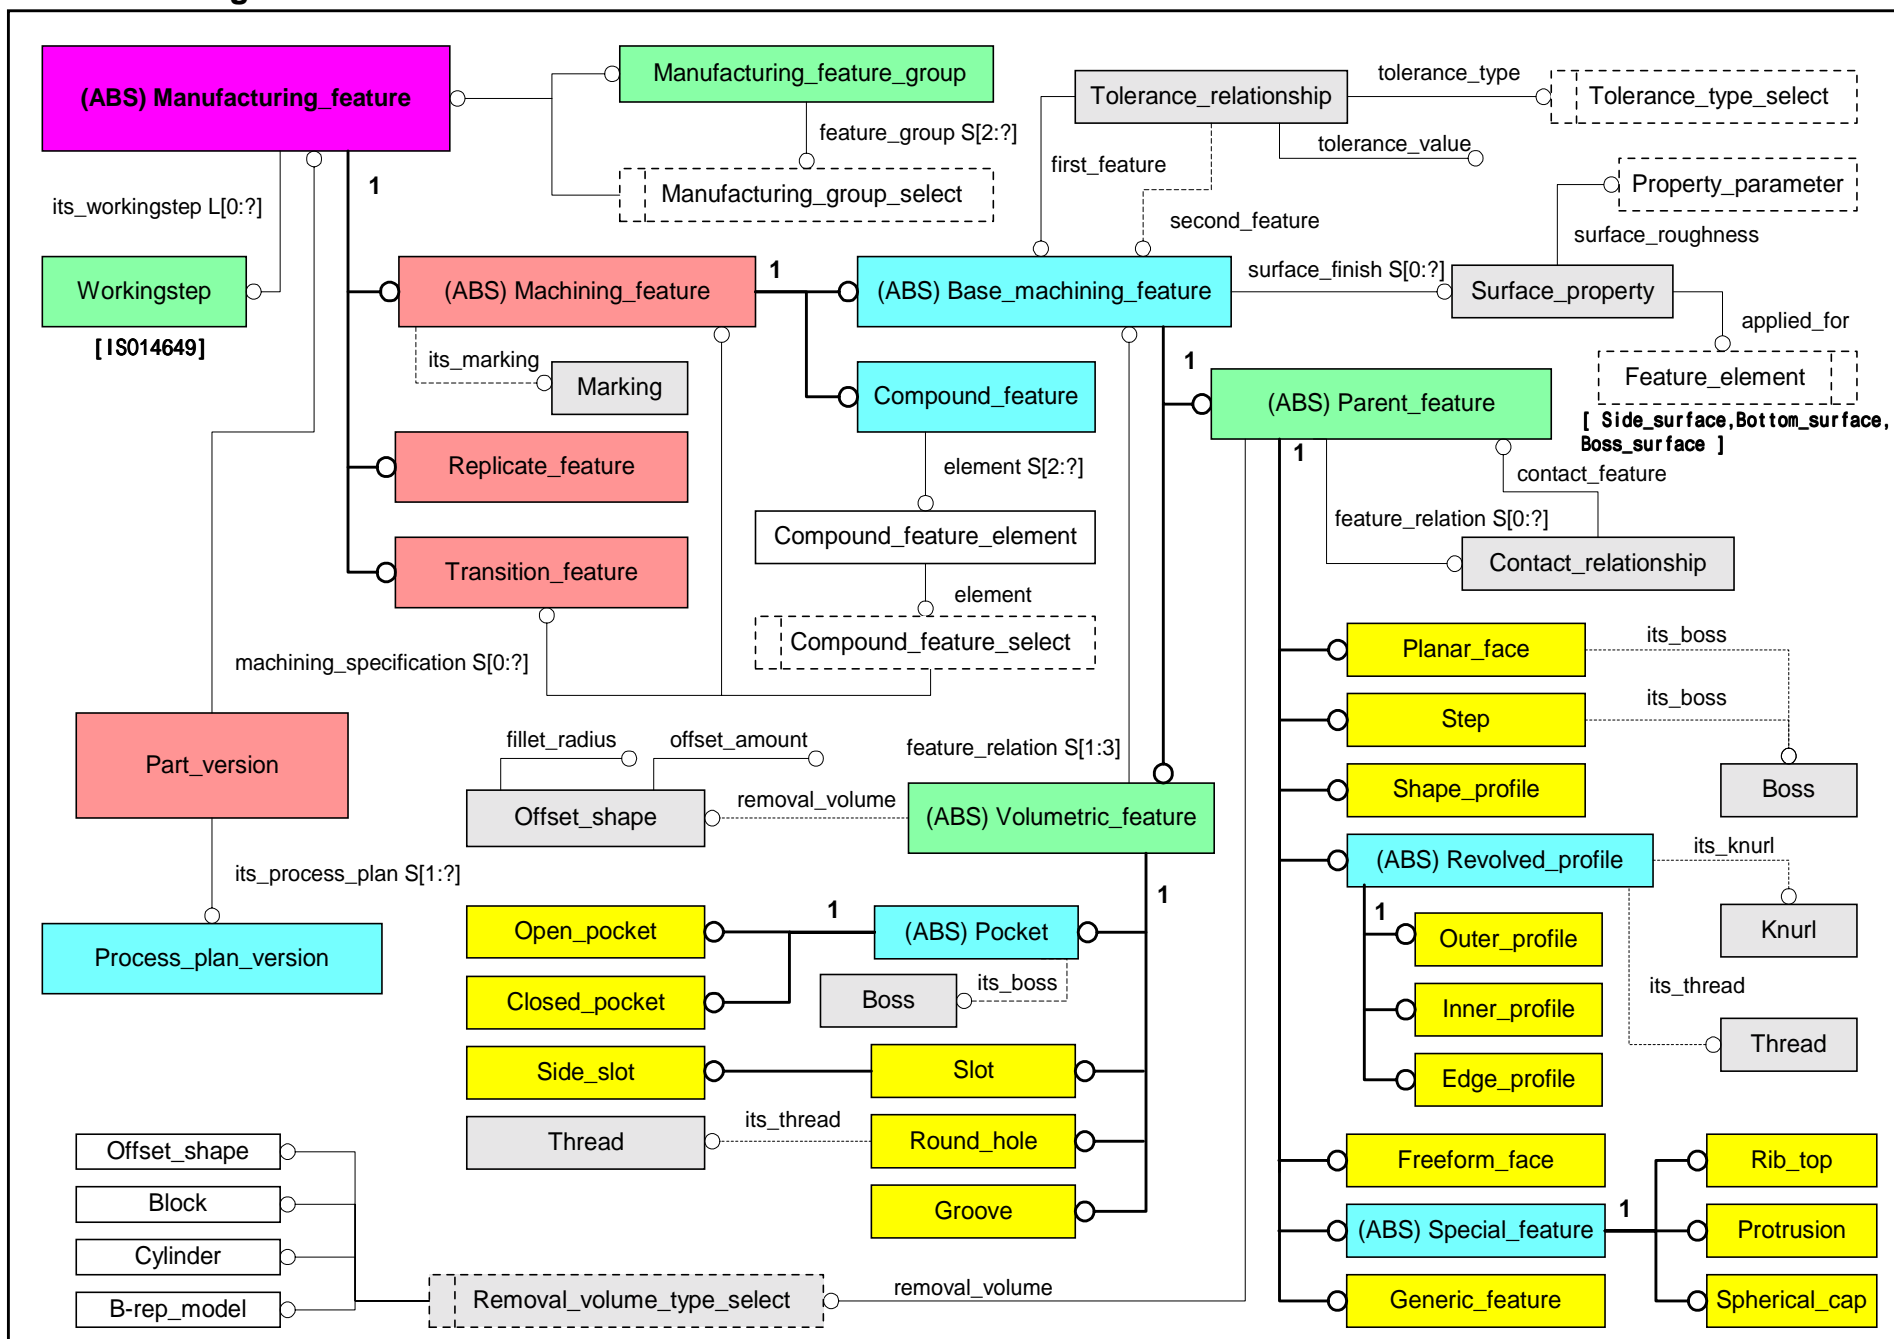 (ABS) Manufacturing_feature
Manufacturing_feature_group
feature_group S[2:?]
Manufacturing_group_select
Tolerance_relationship
tolerance_type
Tolerance_type_select
tolerance_value
first_feature
second_feature
Property_parameter
surface_roughness
its_workingstep L[0:?]
1
Workingstep
[ISO14649]
(ABS) Machining_feature
1
(ABS) Base_machining_feature
surface_finish S[0:?]
Surface_property
applied_for
Feature_element
[ Side_surface,Bottom_surface,
Boss_surface ]
its_marking
Marking
Compound_feature
1
(ABS) Parent_feature
1
contact_feature
feature_relation S[0:?]
Contact_relationship
Replicate_feature
element S[2:?]
Compound_feature_element
Transition_feature
element
Compound_feature_select
machining_specification S[0:?]
Part_version
its_process_plan S[1:?]
Process_plan_version
fillet_radius
offset_amount
Offset_shape
removal_volume
feature_relation S[1:3]
(ABS) Volumetric_feature
1
Open_pocket
1
(ABS) Pocket
Closed_pocket
Boss
its_boss
Side_slot
Slot
Thread
its_thread
Round_hole
Groove
Planar_face
its_boss
Step
its_boss
Shape_profile
Boss
(ABS) Revolved_profile
its_knurl
1
Outer_profile
Knurl
Inner_profile
its_thread
Thread
Edge_profile
Freeform_face
Rib_top
(ABS) Special_feature
1
Protrusion
Generic_feature
Spherical_cap
Offset_shape
Block
Cylinder
B-rep_model
Removal_volume_type_select
removal_volume